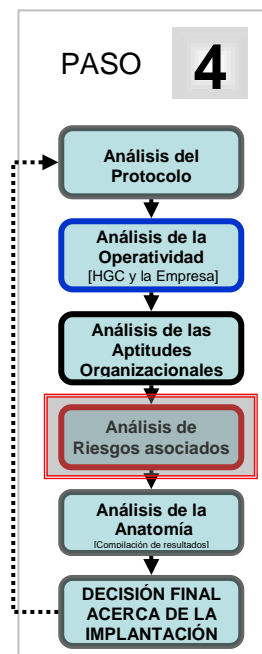 PASO 4
Análisis del
Protocolo
Análisis de la
Operatividad
[HGC y la Empresa]
Análisis de las
Aptitudes
Organizacionales
Análisis de
Riesgos asociados
Análisis de la
Anatomía
[Compilación de resultados]
DECISIÓN FINAL
ACERCA DE LA
IMPLANTACIÓN